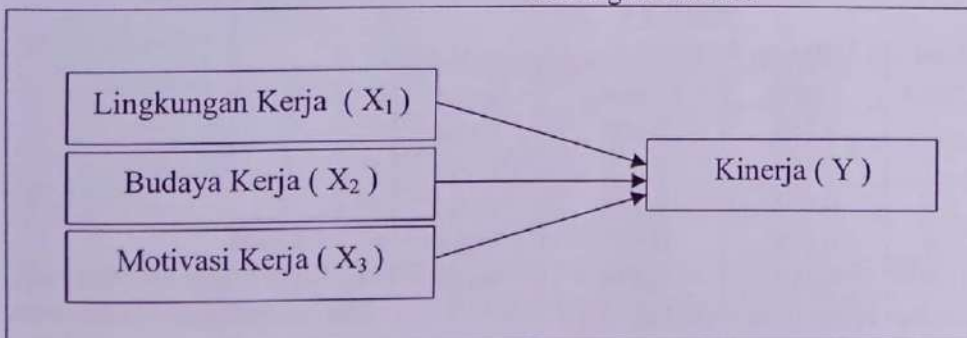 Lingkungan Kerja ( X₁ )
Budaya Kerja ( X₂ )
Motivasi Kerja ( X₃ )
Kinerja ( Y )